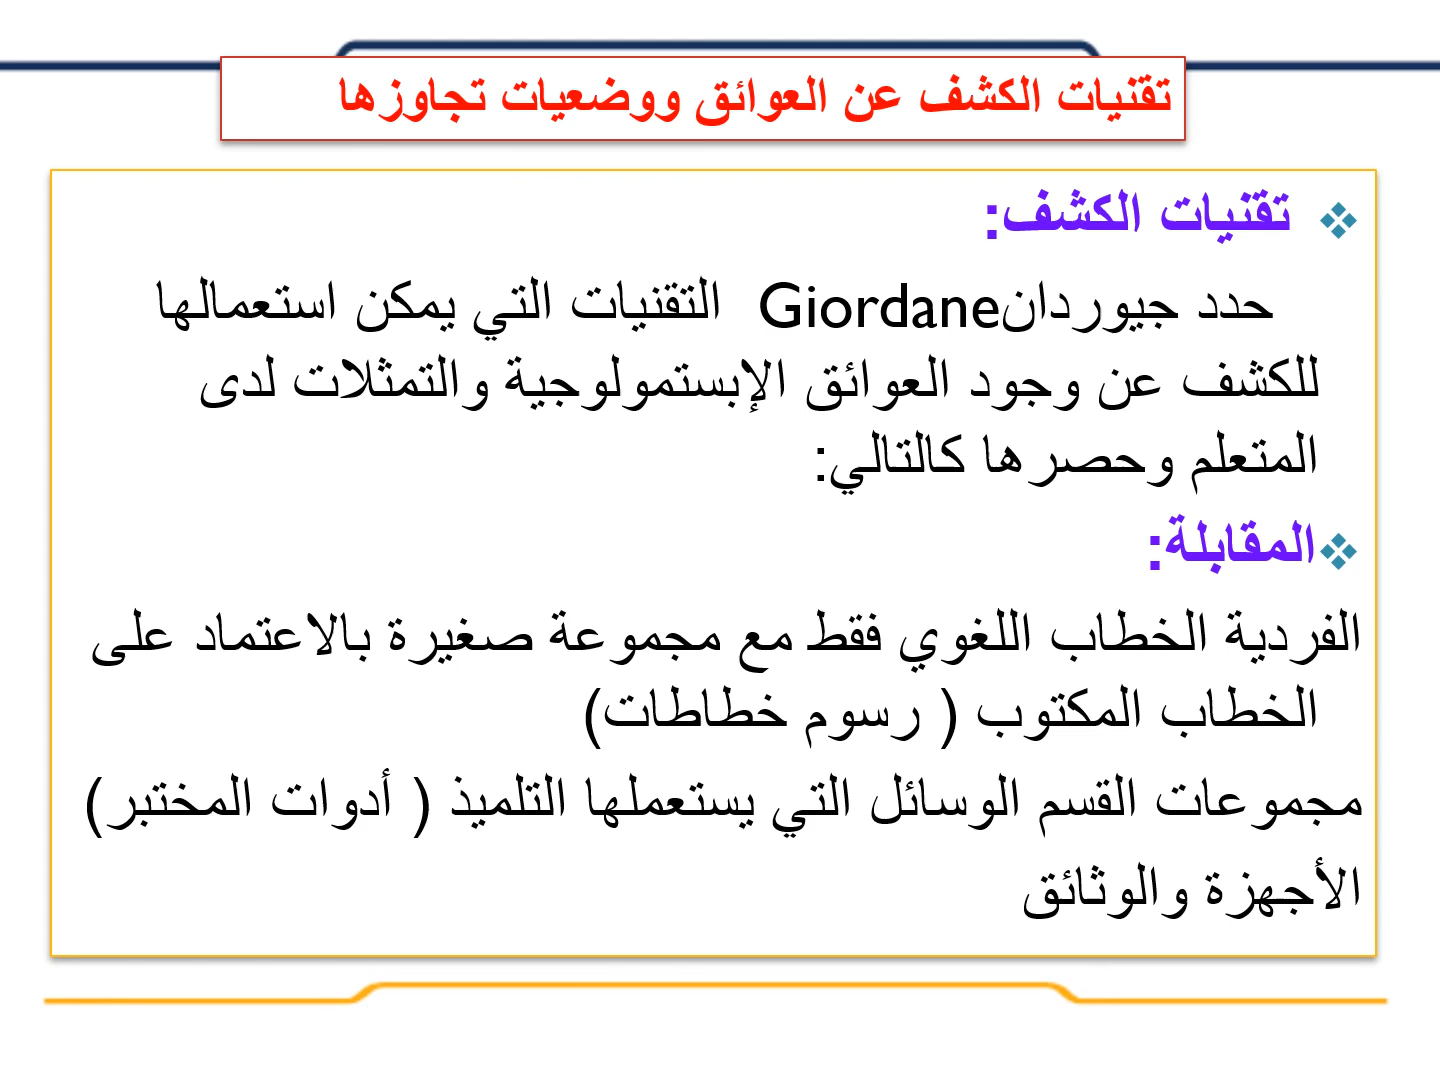 تقنيات الكشف عن العوائق ووضعيات تجاوزها
❖ تقنيات الكشف:
حدد جيوردانGiordane التقنيات التي يمكن استعمالها
للكشف عن وجود العوائق الإبستمولوجية والتمثلات لدى
المتعلم وحصرها كالتالي:
❖المقابلة:
الفردية الخطاب اللغوي فقط مع مجموعة صغيرة بالاعتماد على
الخطاب المكتوب ( رسوم خطاطات)
مجموعات القسم الوسائل التي يستعملها التلميذ ( أدوات المختبر)
الأجهزة والوثائق